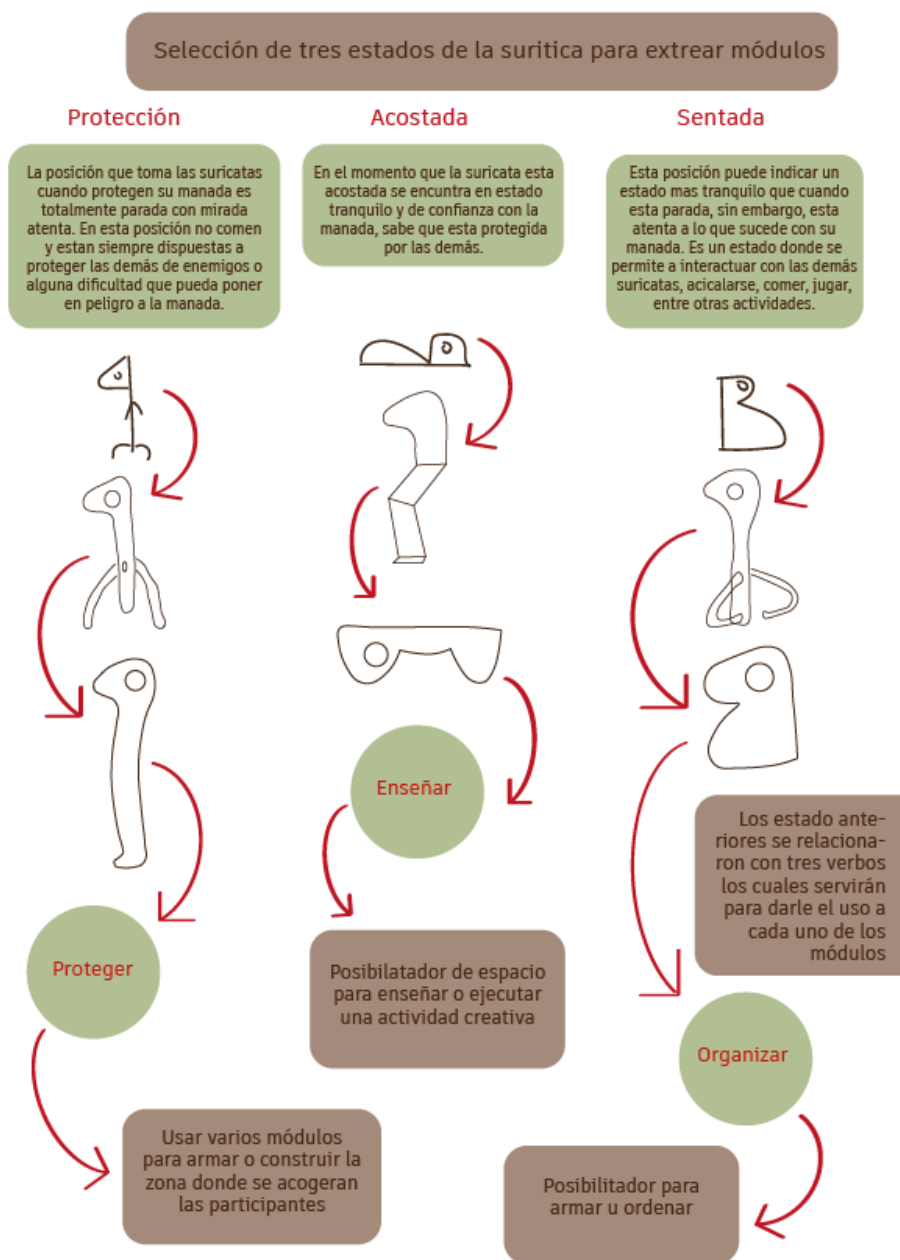 Selección de tres estados de la suritica para extrear módulos
Protección
La posición que toma las suricatas
cuando protegen su manada es
totalmente parada con mirada
atenta. En esta posición no comen
y estan siempre dispuestas a
proteger las demás de enemigos o
alguna dificultad que pueda poner
en peligro a la manada.
Acostada
En el momento que la suricata esta
acostada se encuntra en estado
tranquilo y de confianza con la
manada, sabe que esta protegida
por las demás.
Sentada
Esta posición puede indicar un
estado mas tranquilo que cuando
esta parada, sin embargo, esta
atenta a lo que sucede con su
manada. Es un estado donde se
permite a interactuar con las demás
suricatas, acicalarse, comer, jugar,
entre otras actividades.
Enseñar
Los estado ante-
riores se relaciona-
ron con tres verbos
los cuales servirán
para darle el uso a
cada uno de los
módulos
Proteger
Posibilatador de espacio
para enseñar o ejecutar
una actividad creativa
Organizar
Usar varios módulos
para armar o construir la
zona donde se acogeran
las participantes
Posibilitador para
armar u ordenar